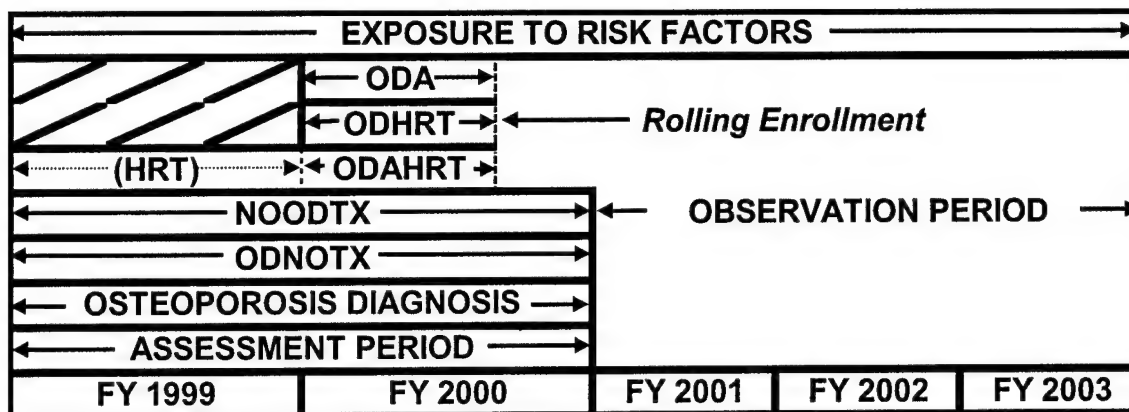 EXPOSURE TO RISK FACTORS
ODA
ODHRT
Rolling Enrollment
(HRT)
ODAHRT
NOODTX
OBSERVATION PERIOD
ODNOTX
OSTEOPOROSIS DIAGNOSIS
ASSESSMENT PERIOD
FY 1999 FY 2000 FY 2001 FY 2002 FY 2003